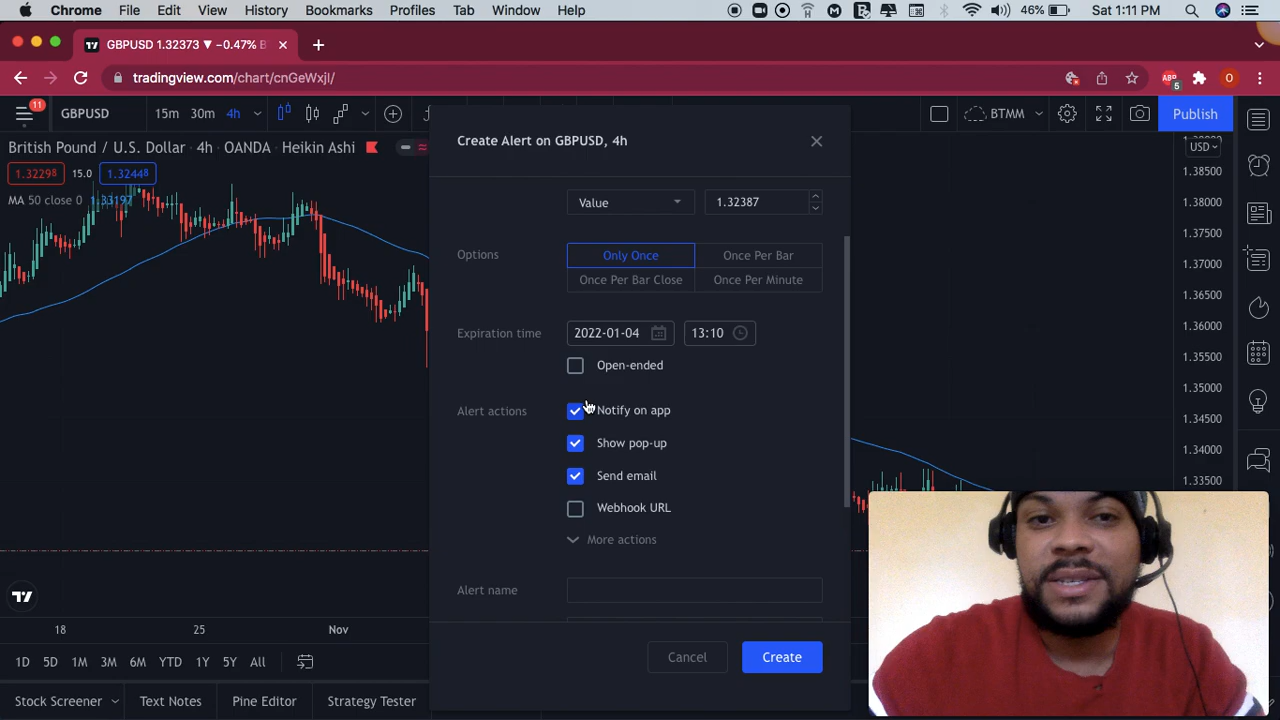 Chrome File Edit View History Bookmarks Profiles Tab Window Help 46% Sat 1:11 PM
GBPUSD 1.32373 ▼ −0.47%
tradingview.com/chart/cnGeWxjI/
ABP 5 O
11 GBPUSD 15m 30m 4h BTMM Publish
Create Alert on GBPUSD, 4h
British Pound / U.S. Dollar · 4h · OANDA · Heikin Ashi
USD
1.32298 15.0 1.32448
MA 50 close 0 1.33197
1.38500
1.38000
1.37500
1.37000
1.36500
1.36000
1.35500
1.35000
1.34500
1.34000
1.33500
Value 1.32387
Options Only Once Once Per Bar
Once Per Bar Close Once Per Minute
Expiration time 2022-01-04 13:10
Open-ended
Alert actions Notify on app
Show pop-up
Send email
Webhook URL
More actions
Alert name
Cancel Create
18 25 Nov
1D 5D 1M 3M 6M YTD 1Y 5Y All
Stock Screener Text Notes Pine Editor Strategy Tester